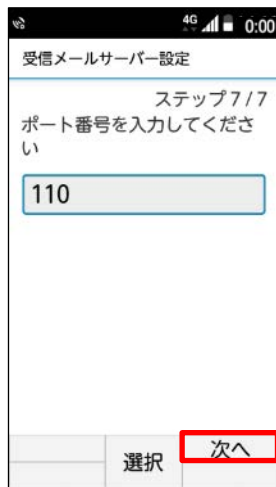 4G 0:00
受信メールサーバー設定
ステップ7/7
ポート番号を入力してくださ
い
110
選択
次へ